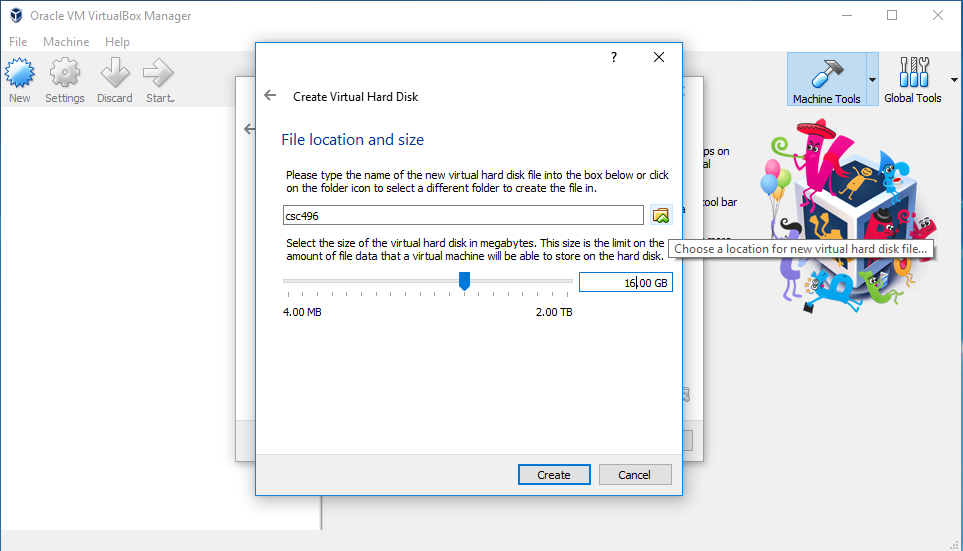 Oracle VM VirtualBox Manager
File Machine Help
New Settings Discard Start
Machine Tools Global Tools
?
Create Virtual Hard Disk
File location and size
Please type the name of the new virtual hard disk file into the box below or click
on the folder icon to select a different folder to create the file in.
csc496
Select the size of the virtual hard disk in megabytes. This size is the limit on the
amount of file data that a virtual machine will be able to store on the hard disk.
16.00 GB
4.00 MB 2.00 TB
Create Cancel
on
tool bar
Choose a location for new virtual hard disk file...